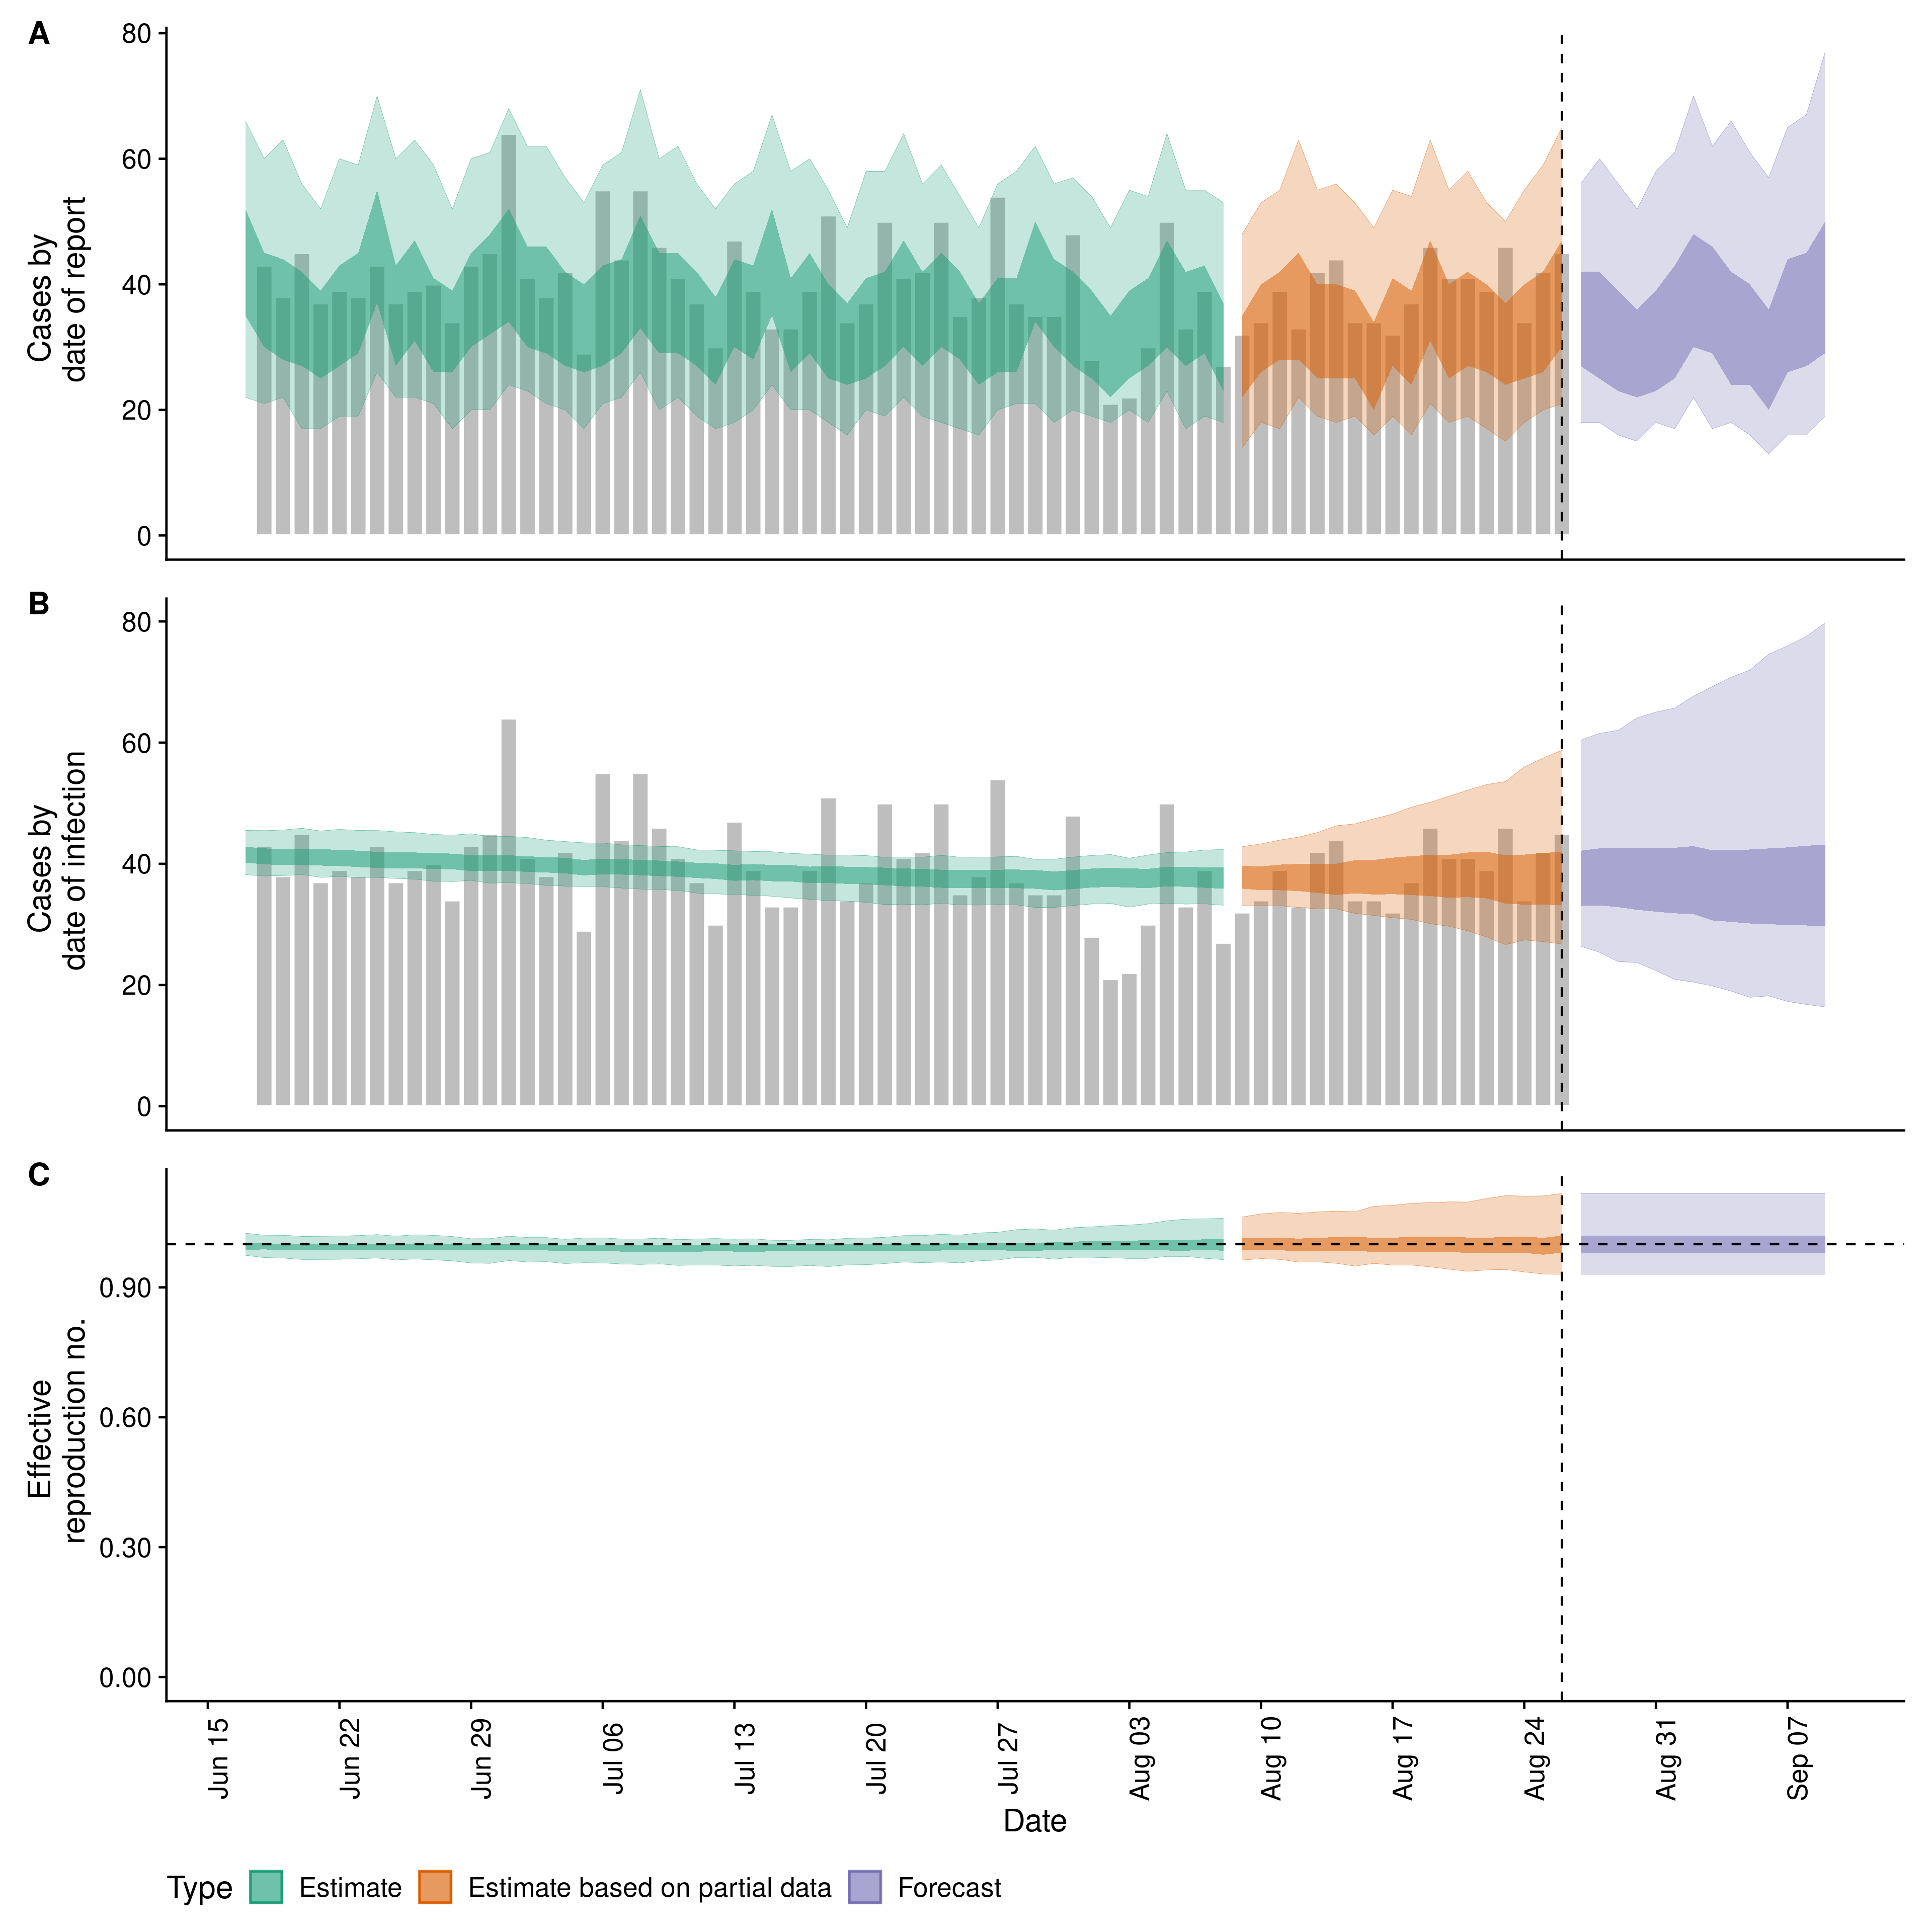 A
80
60
40
20
0
Cases by
date of report
B
80
60
40
20
0
Cases by
date of infection
C
0.90
0.60
0.30
0.00
Effective
reproduction no.
Jun 15
Jun 22
Jun 29
Jul 06
Jul 13
Jul 20
Jul 27
Aug 03
Aug 10
Aug 17
Aug 24
Aug 31
Sep 07
Date
Type Estimate Estimate based on partial data Forecast